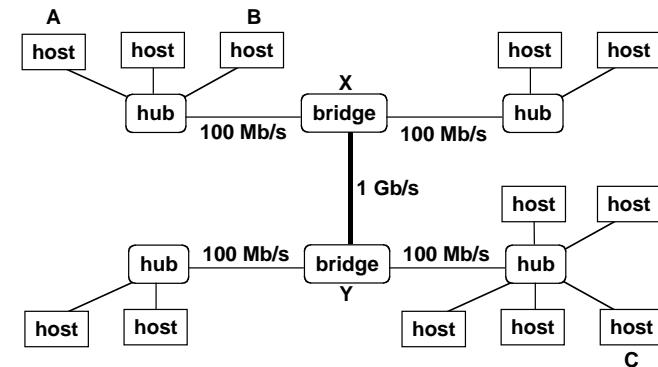 A B
host host host host host
X
hub bridge hub
100 Mb/s 100 Mb/s
1 Gb/s
host host
100 Mb/s 100 Mb/s
hub bridge hub
Y
host host host host host
C